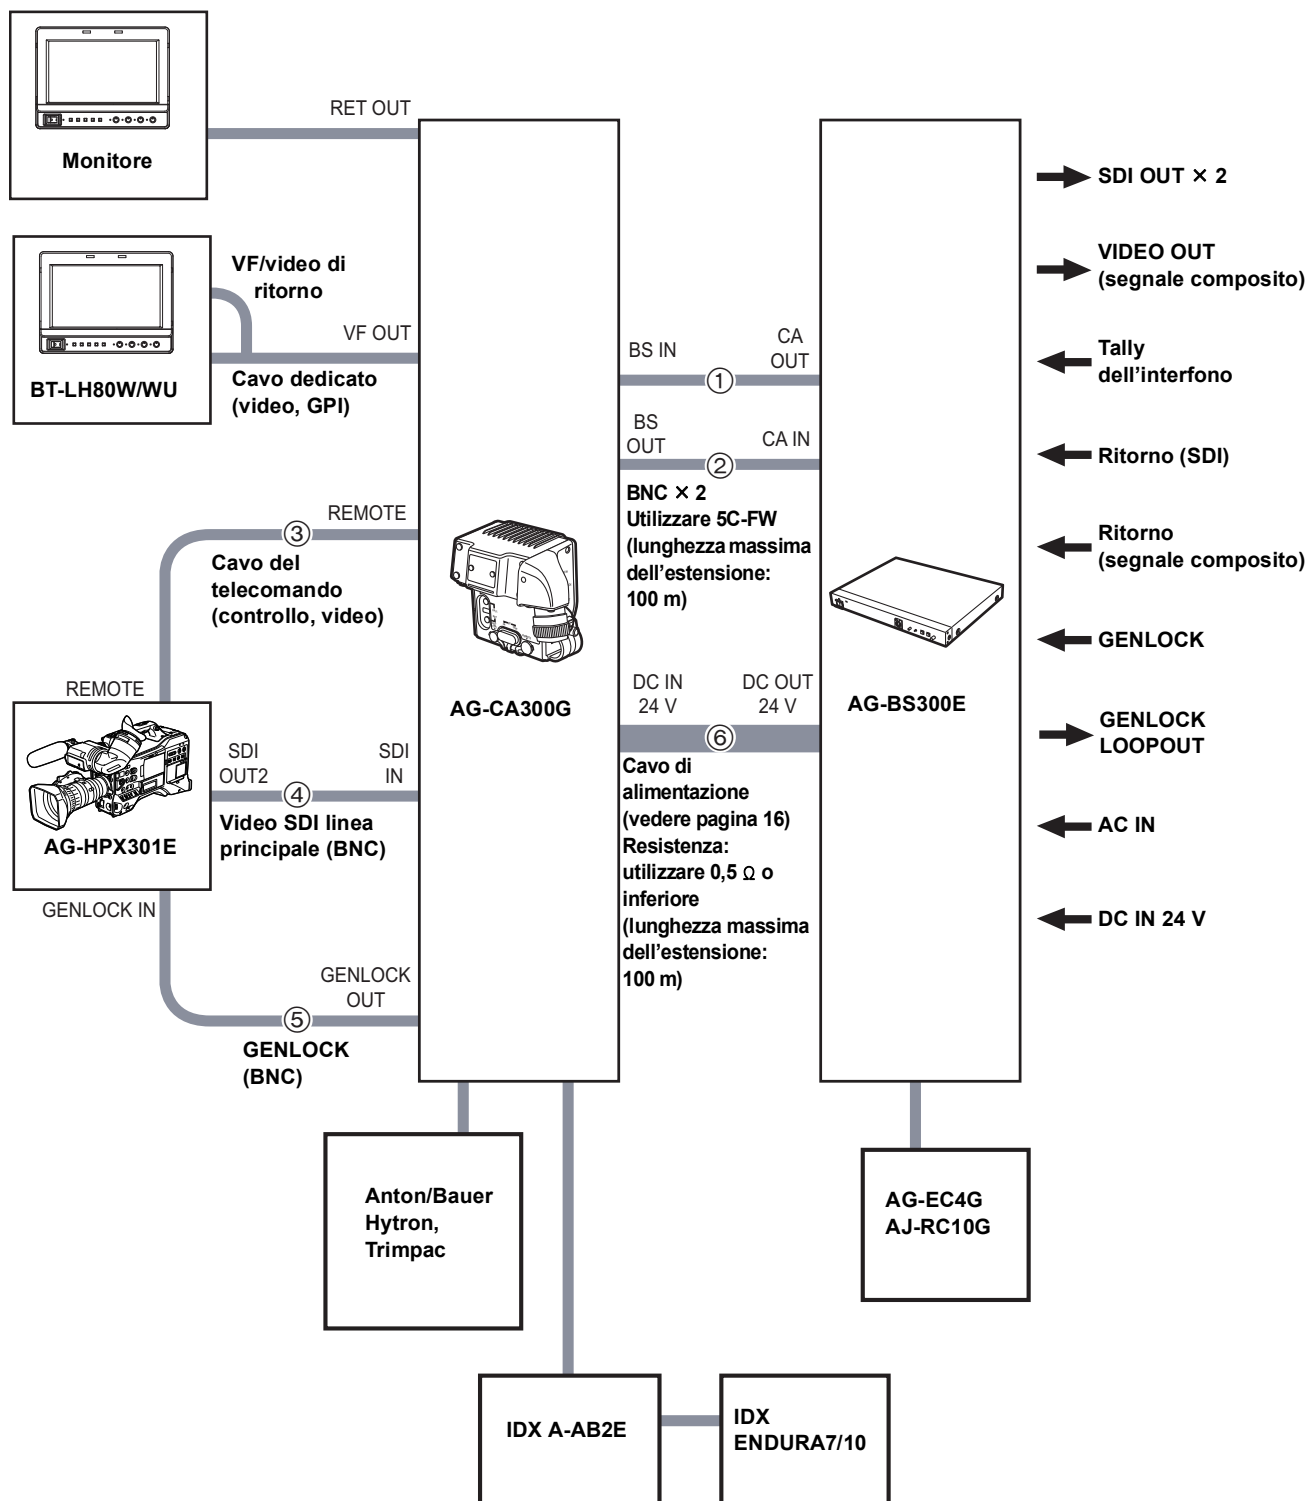 RET OUT
Monitore
VF/video di
ritorno
VF OUT
BT-LH80W/WU
Cavo dedicato
(video, GPI)
BS IN
CA
OUT
①
BS
OUT
CA IN
②
BNC × 2
Utilizzare 5C-FW
(lunghezza massima
dell'estensione:
100 m)
REMOTE
③
Cavo del
telecomando
(controllo, video)
REMOTE
SDI
OUT2
SDI
IN
④
AG-HPX301E
Video SDI linea
principale (BNC)
GENLOCK IN
GENLOCK
OUT
⑤
GENLOCK
(BNC)
AG-CA300G
DC IN
24 V
DC OUT
24 V
⑥
Cavo di
alimentazione
(vedere pagina 16)
Resistenza:
utilizzare 0,5 Ω o
inferiore
(lunghezza massima
dell'estensione:
100 m)
AG-BS300E
SDI OUT × 2
VIDEO OUT
(segnale composito)
Tally
dell'interfono
Ritorno (SDI)
Ritorno
(segnale composito)
GENLOCK
GENLOCK
LOOPOUT
AC IN
DC IN 24 V
Anton/Bauer
Hytron,
Trimpac
AG-EC4G
AJ-RC10G
IDX A-AB2E
IDX
ENDURA7/10